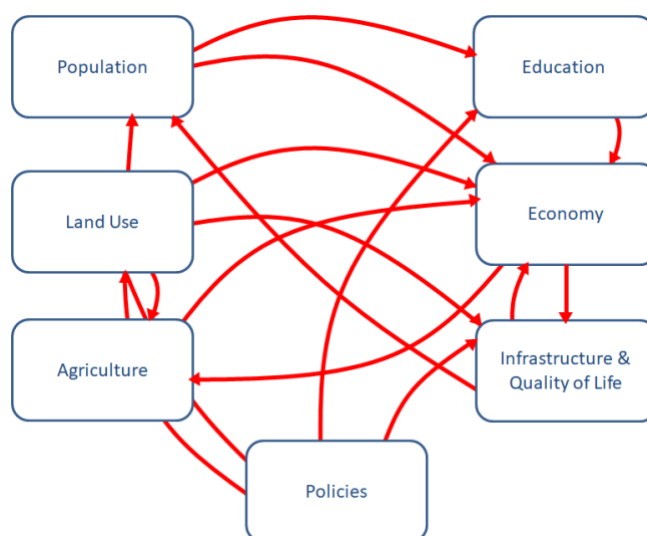 Population
Education
Land Use
Economy
Agriculture
Infrastructure &
Quality of Life
Policies